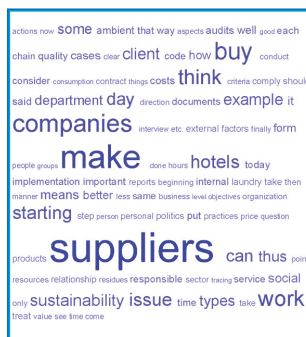 actions now some ambient that way aspects audits well good each
chain quality cases clear client code how buy conduct
consider consumption contract things costs think criteria comply shoul
said department day direction documents example it
companies interview etc. external factors finally form
people groups make done hours hotels today
implementation important reports beginning internal laundry take then
manner means better less same business level objectives organization
starting step person personal politics put practices price question
products suppliers can thus poin
resources relationship residues responsible sector tracing service social
only sustainability issue time types take work
treat value see time come